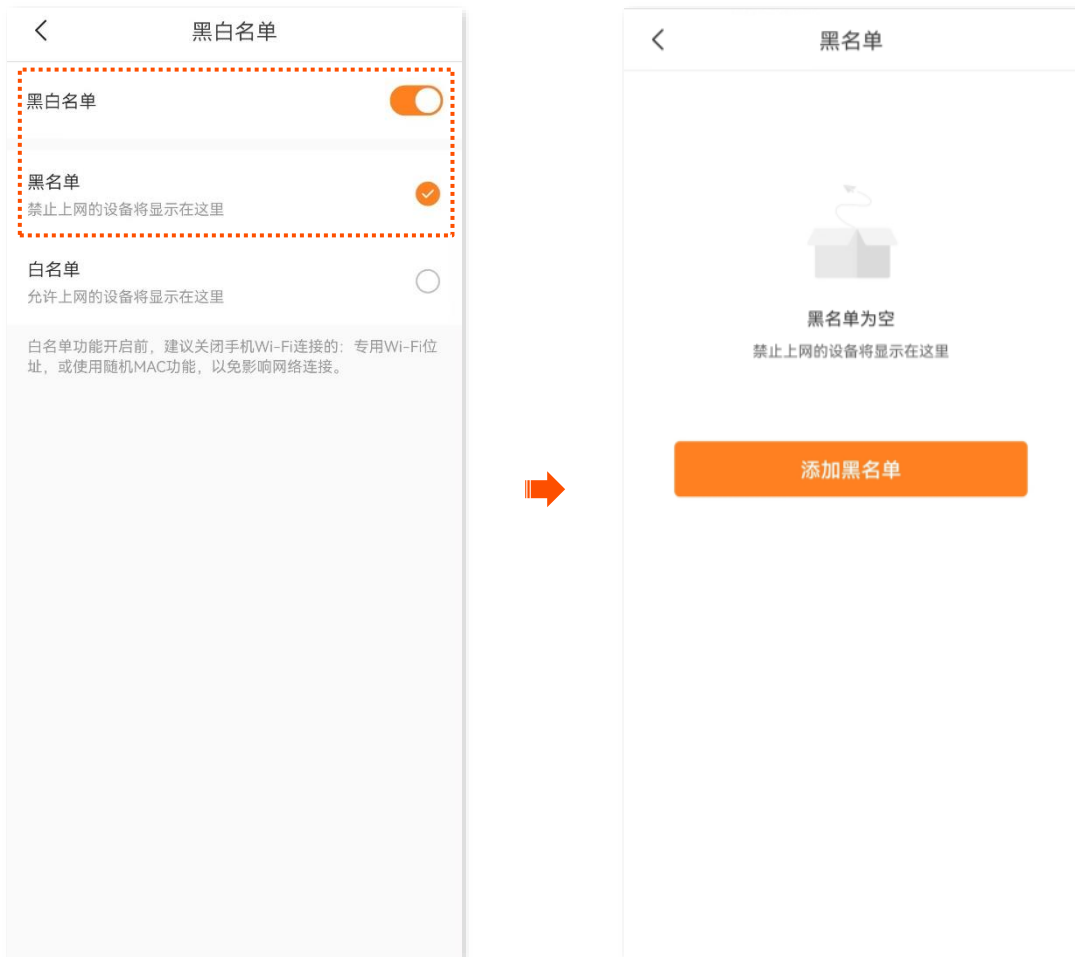 黑白名单
黑白名单
黑名单
禁止上网的设备将显示在这里
白名单
允许上网的设备将显示在这里
白名单功能开启前，建议关闭手机Wi-Fi连接的：专用Wi-Fi位
址，或使用随机MAC功能，以免影响网络连接。
黑名单
黑名单为空
禁止上网的设备将显示在这里
添加黑名单